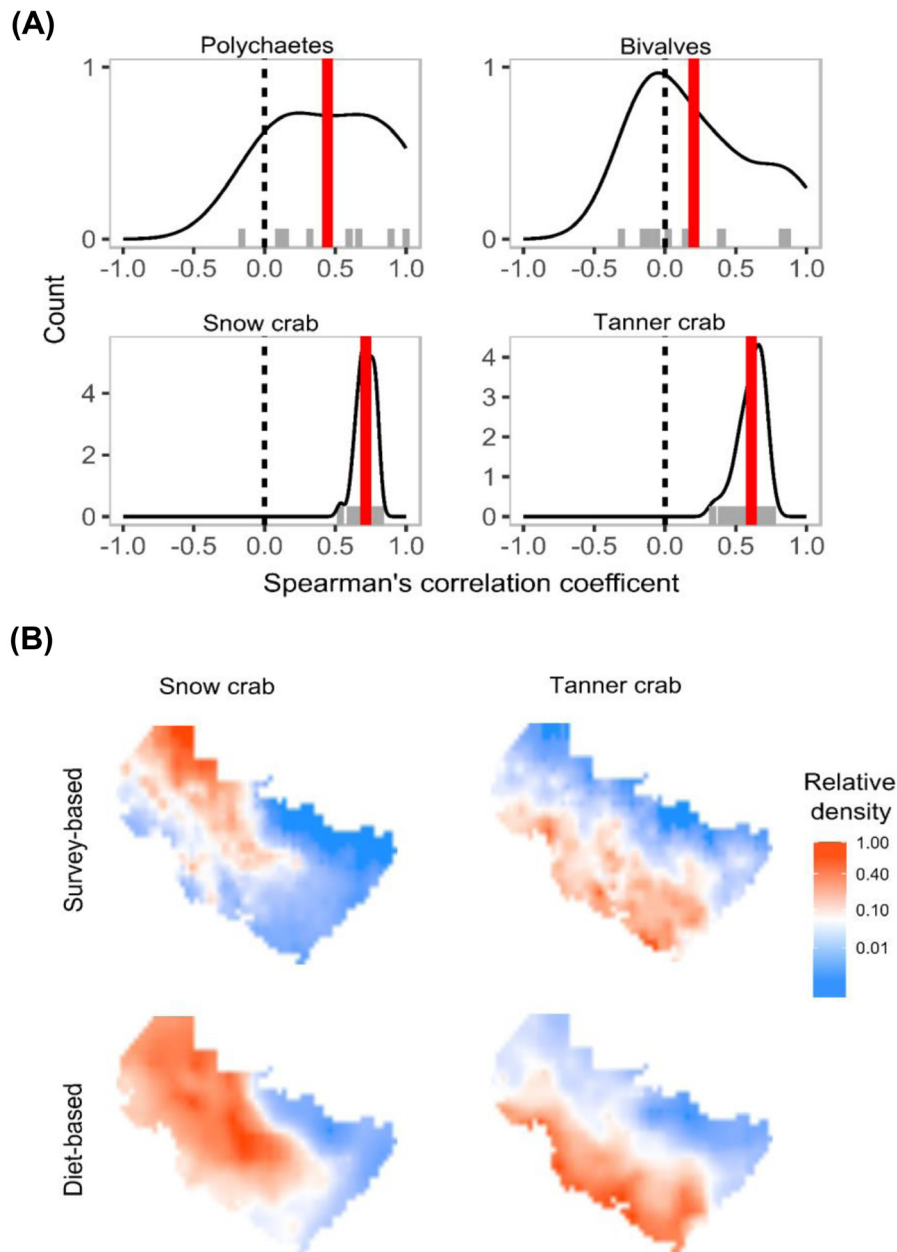 (A)
Polychaetes
Bivalves
1
0
-1.0 -0.5 0.0 0.5 1.0
1
0
-1.0 -0.5 0.0 0.5 1.0
Count
Snow crab
Tanner crab
4
2
0
-1.0 -0.5 0.0 0.5 1.0
4
3
2
1
0
-1.0 -0.5 0.0 0.5 1.0
Spearman's correlation coefficent
(B)
Snow crab
Tanner crab
Survey-based
Relative
density
1.00
0.40
0.10
0.01
Diet-based